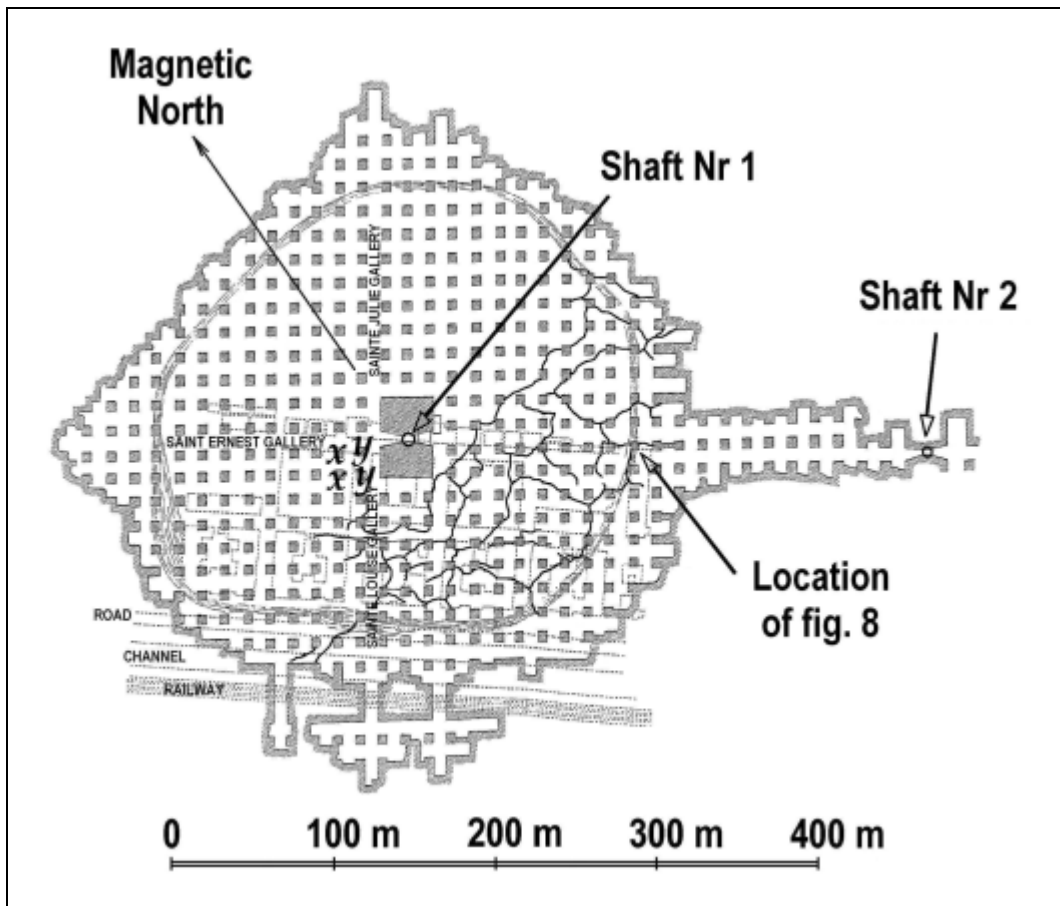 Magnetic
North
Shaft Nr 1
Shaft Nr 2
SAINTE JULIE GALLERY
SAINT ERNEST GALLERY
x y
x y
SAINTE LOUISE GALLERY
Location
of fig. 8
ROAD
CHANNEL
RAILWAY
0 100 m 200 m 300 m 400 m